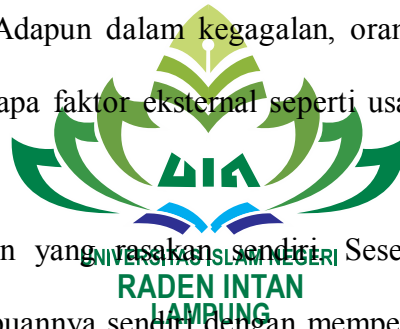 Adapun dalam kegagalan, oran
apa faktor eksternal seperti usa
UIN
n yang rasakan sendiri. Sese
UNIVERSITAS ISLAM NEGERI
RADEN INTAN
LAMPUNG
puannya sendiri dengan mempe